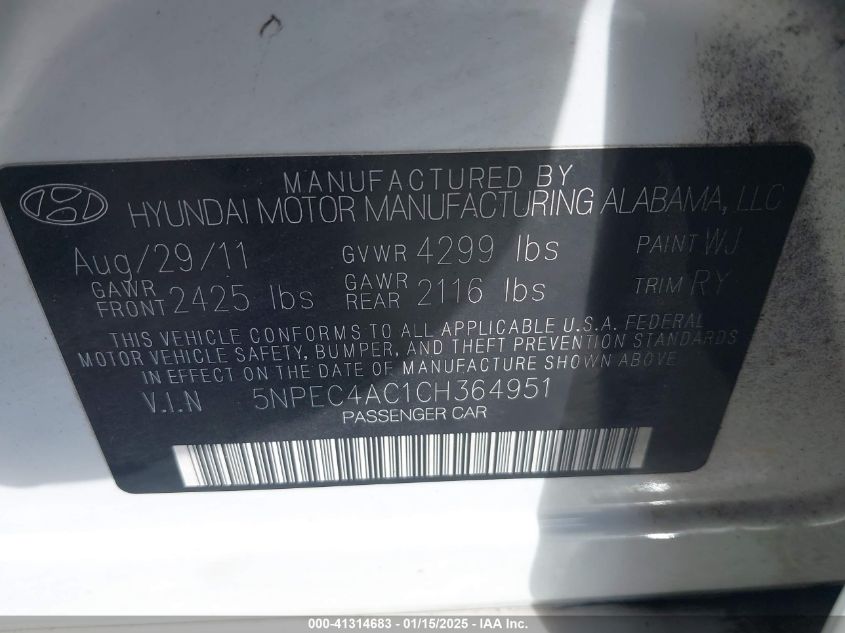 MANUFACTURED BY
HYUNDAI MOTOR MANUFACTURING ALABAMA, LLC
Aug/29/11 GVWR 4299 lbs PAINT WJ
GAWR FRONT 2425 lbs GAWR REAR 2116 lbs TRIM RY
THIS VEHICLE CONFORMS TO ALL APPLICABLE U.S.A. FEDERAL
MOTOR VEHICLE SAFETY, BUMPER, AND THEFT PREVENTION STANDARDS
IN EFFECT ON THE DATE OF MANUFACTURE SHOWN ABOVE
V.I.N 5NPEC4AC1CH364951
PASSENGER CAR
000-41314683 - 01/15/2025 - IAA Inc.